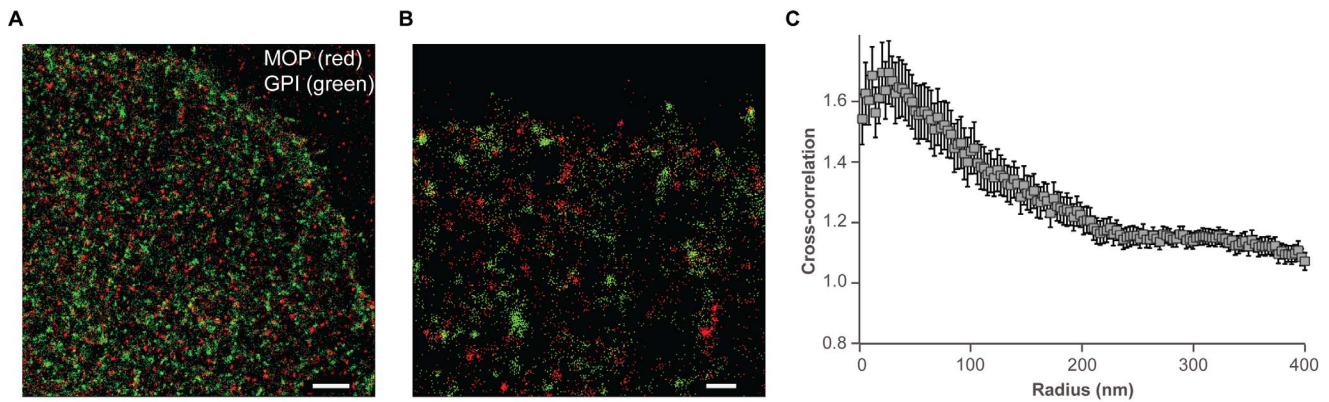 A
B
C
MOP (red)
GPI (green)
Cross-correlation
1.6
1.4
1.2
1.0
0.8
0
100
200
300
400
Radius (nm)